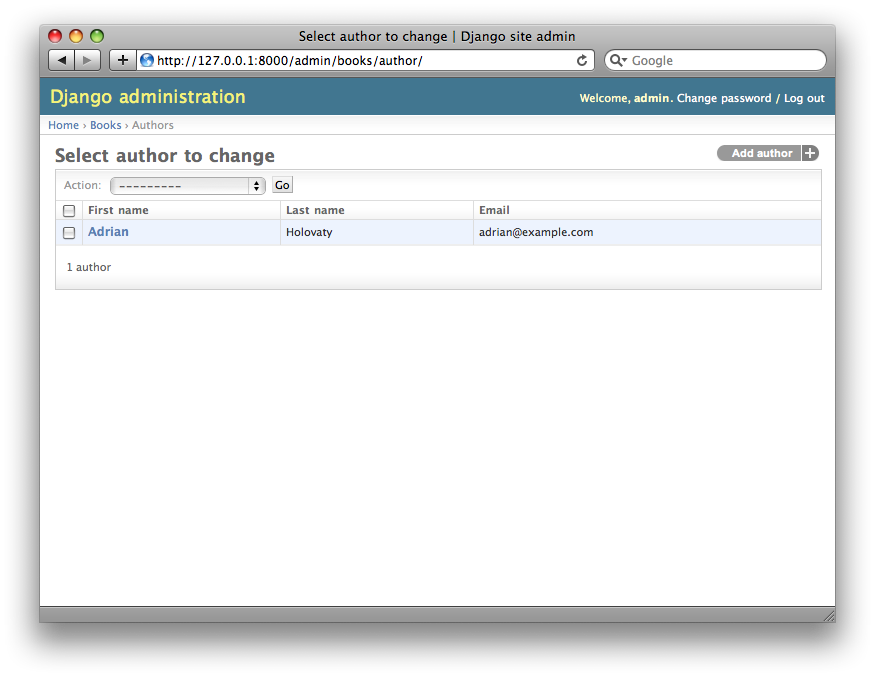 Select author to change | Django site admin
http://127.0.0.1:8000/admin/books/author/ Google
Django administration Welcome, admin. Change password / Log out
Home › Books › Authors
Select author to change Add author +
Action: --------- Go
First name Last name Email
Adrian Holovaty adrian@example.com
1 author